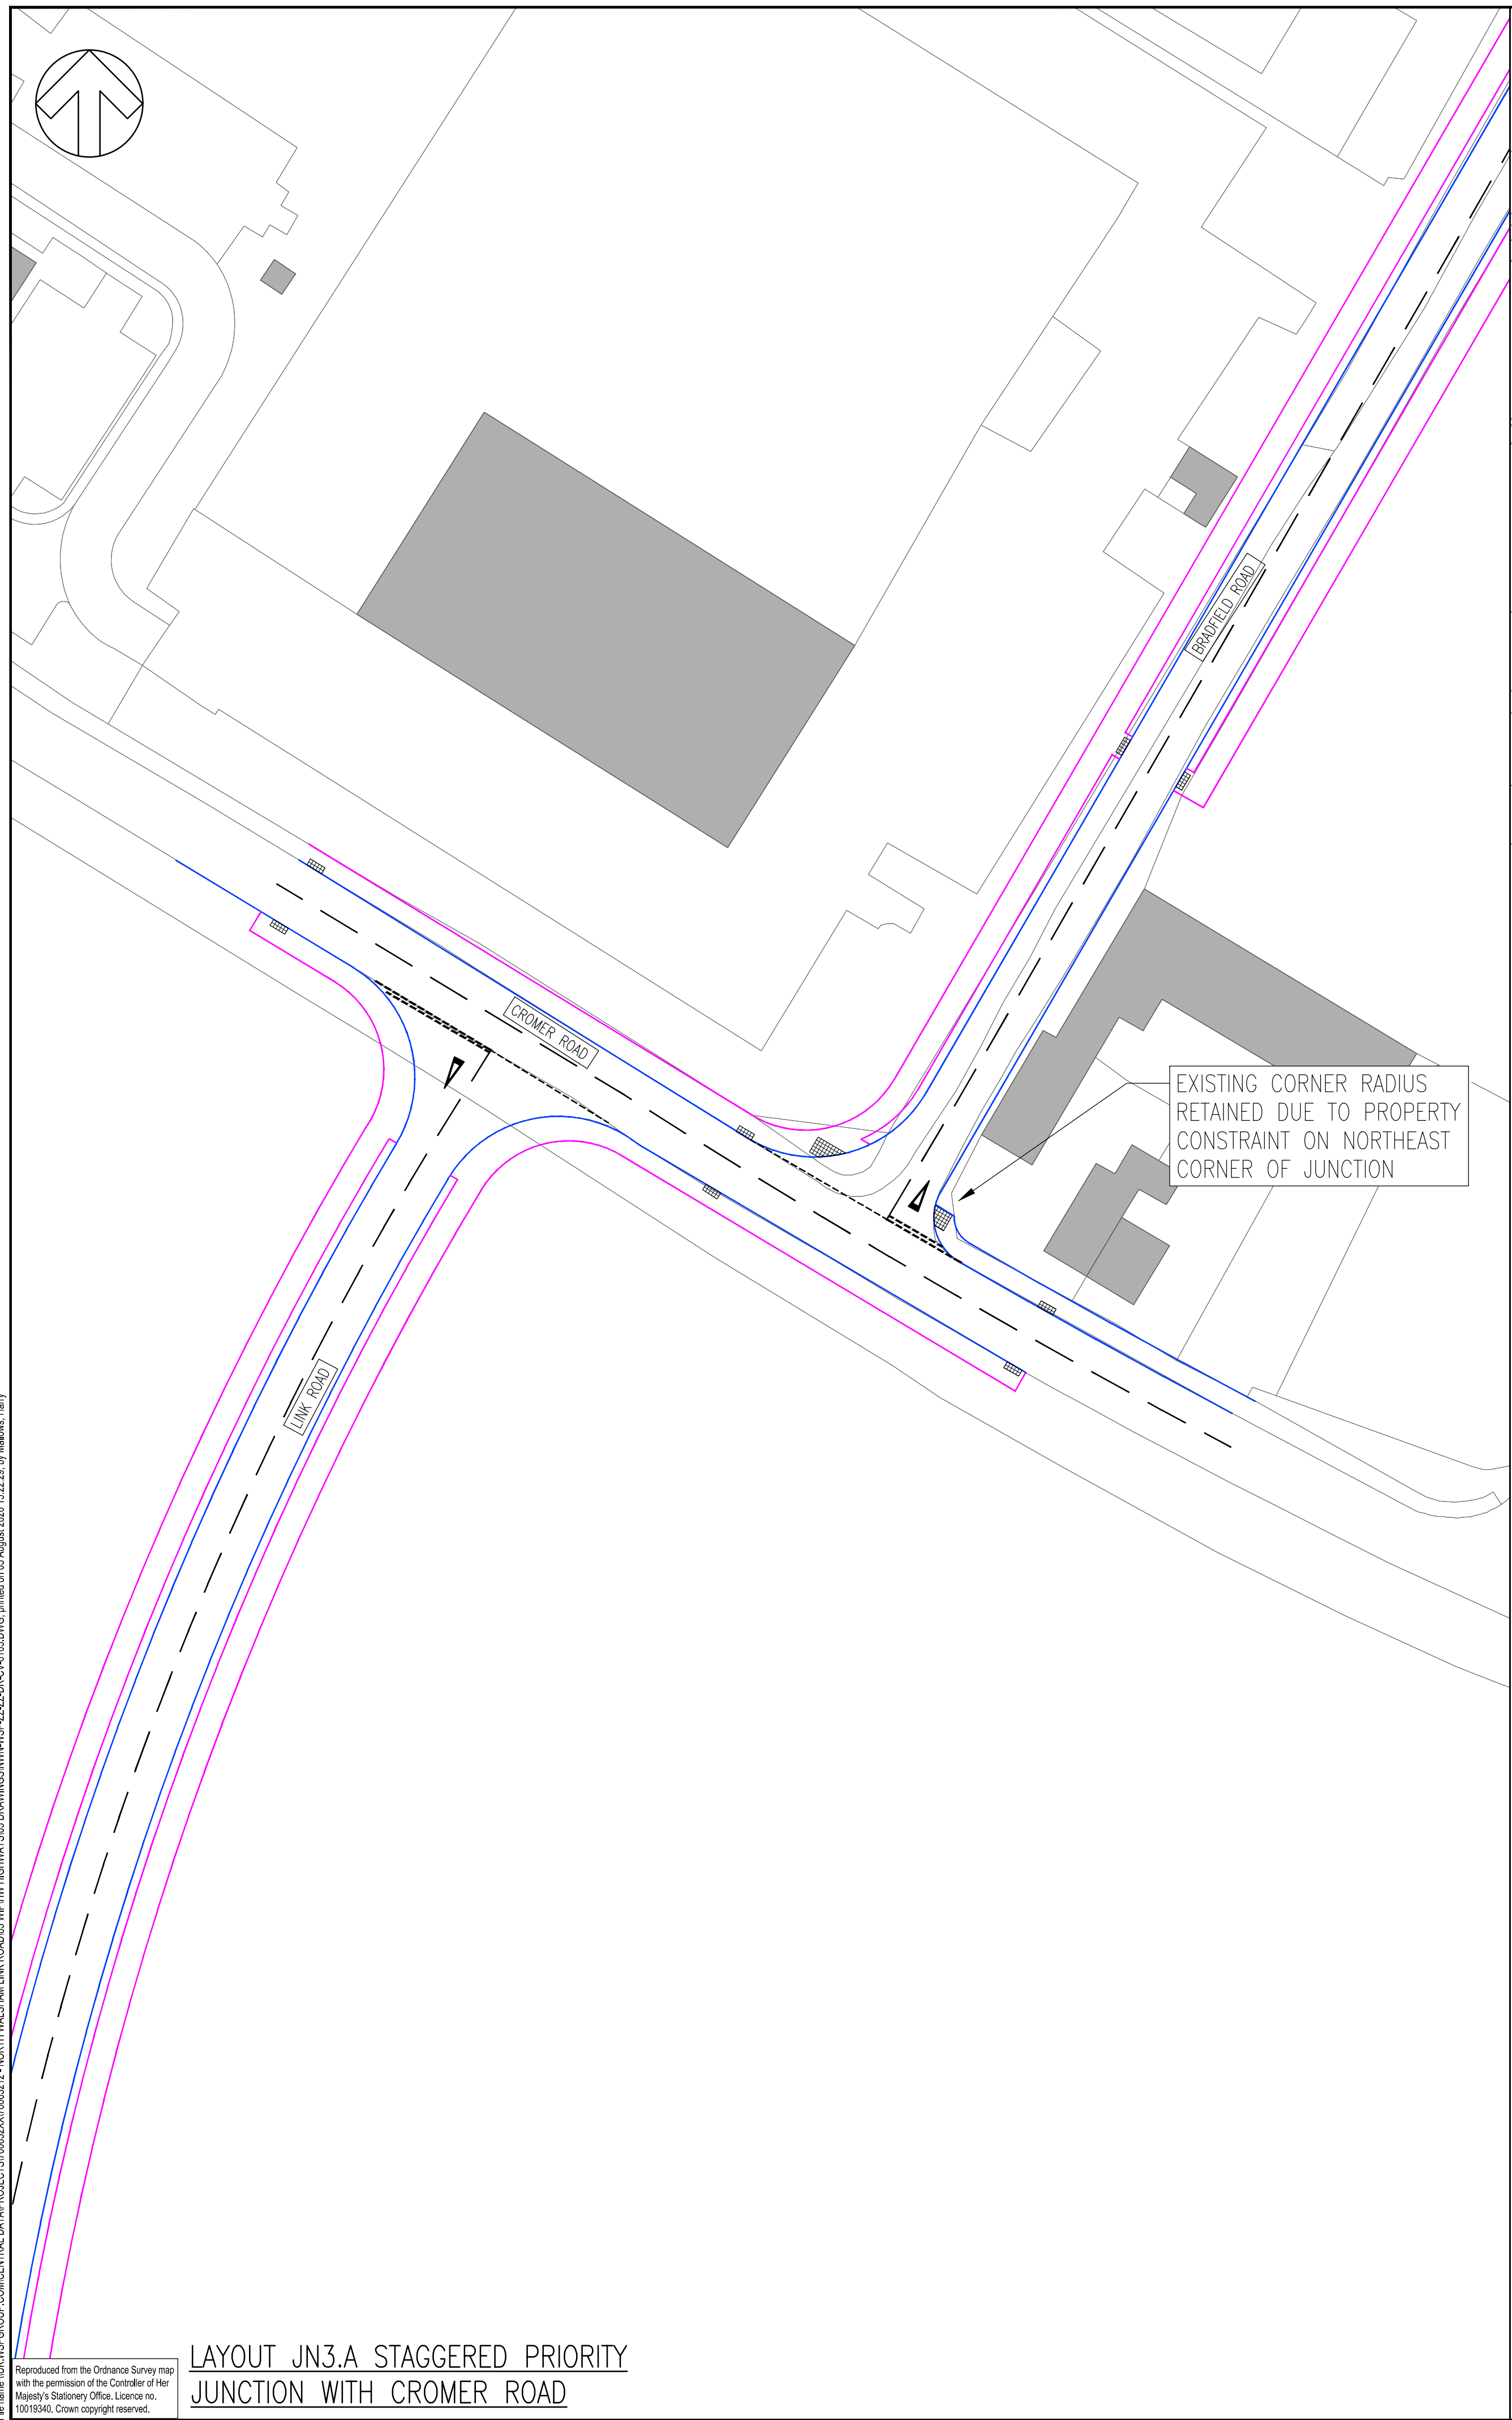 BRADFIELD ROAD
CROMER ROAD
EXISTING CORNER RADIUS
RETAINED DUE TO PROPERTY
CONSTRAINT ON NORTHEAST
CORNER OF JUNCTION
LINK ROAD
LAYOUT JN3.A STAGGERED PRIORITY
JUNCTION WITH CROMER ROAD
Reproduced from the Ordnance Survey map
with the permission of the Controller of Her
Majesty's Stationery Office. Licence no.
10019340. Crown copyright reserved.